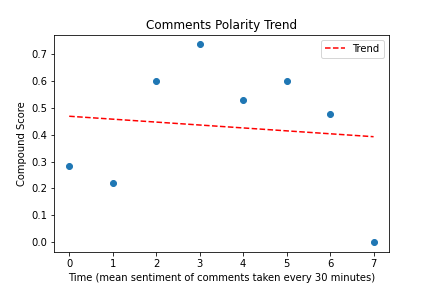 Comments Polarity Trend
Trend
0.7
0.6
0.5
0.4
0.3
0.2
0.1
0.0
Compound Score
0 1 2 3 4 5 6 7
Time (mean sentiment of comments taken every 30 minutes)